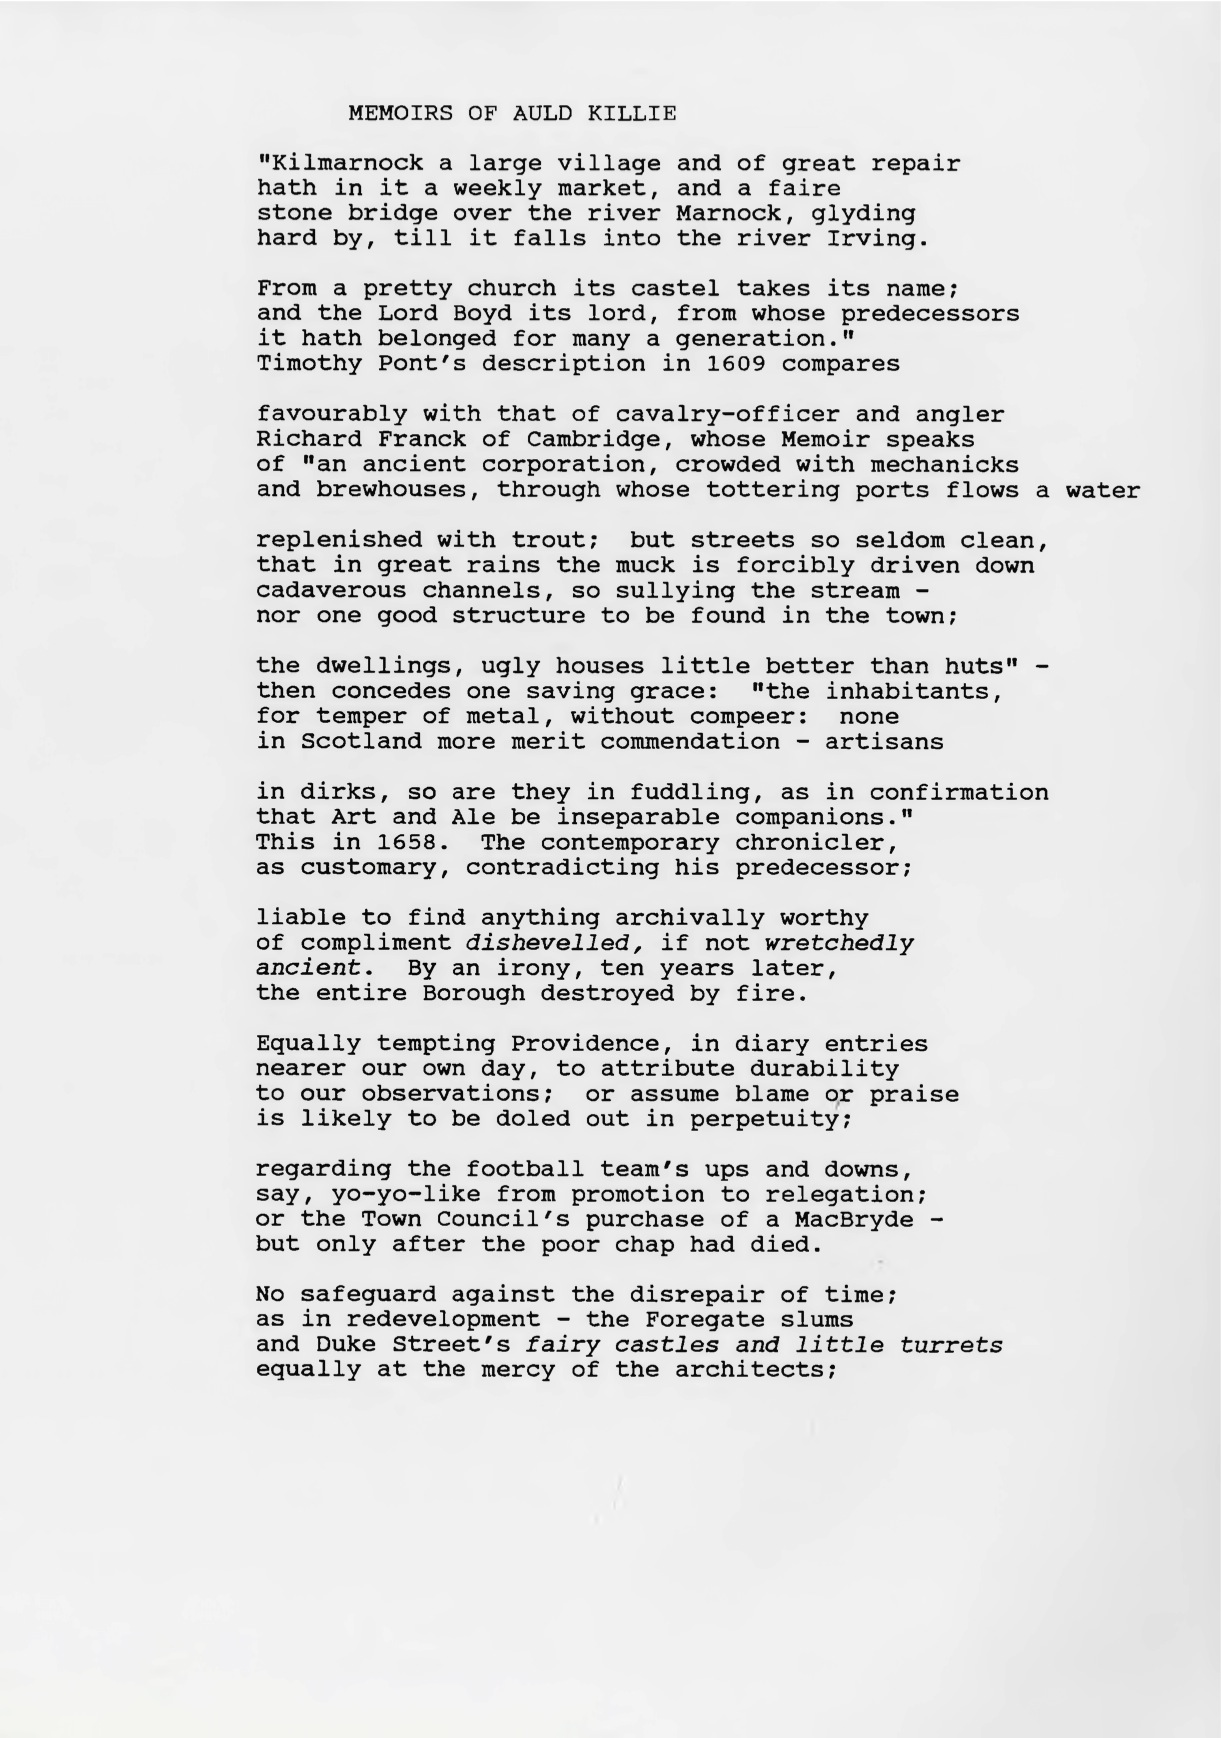 MEMOIRS OF AULD KILLIE

"Kilmarnock a large village and of great repair
hath in it a weekly market, and a faire
stone bridge over the river Marnock, glyding
hard by, till it falls into the river Irving.

From a pretty church its castel takes its name;
and the Lord Boyd its lord, from whose predecessors
it hath belonged for many a generation."
Timothy Pont's description in 1609 compares

favourably with that of cavalry-officer and angler
Richard Franck of Cambridge, whose Memoir speaks
of "an ancient corporation, crowded with mechanicks
and brewhouses, through whose tottering ports flows a water

replenished with trout;  but streets so seldom clean,
that in great rains the muck is forcibly driven down
cadaverous channels, so sullying the stream -
nor one good structure to be found in the town;

the dwellings, ugly houses little better than huts" -
then concedes one saving grace:  "the inhabitants,
for temper of metal, without compeer:  none
in Scotland more merit commendation - artisans

in dirks, so are they in fuddling, as in confirmation
that Art and Ale be inseparable companions."
This in 1658.  The contemporary chronicler,
as customary, contradicting his predecessor;

liable to find anything archivally worthy
of compliment dishevelled, if not wretchedly
ancient.  By an irony, ten years later,
the entire Borough destroyed by fire.

Equally tempting Providence, in diary entries
nearer our own day, to attribute durability
to our observations;  or assume blame or praise
is likely to be doled out in perpetuity;

regarding the football team's ups and downs,
say, yo-yo-like from promotion to relegation;
or the Town Council's purchase of a MacBryde -
but only after the poor chap had died.

No safeguard against the disrepair of time;
as in redevelopment - the Foregate slums
and Duke Street's fairy castles and little turrets
equally at the mercy of the architects;